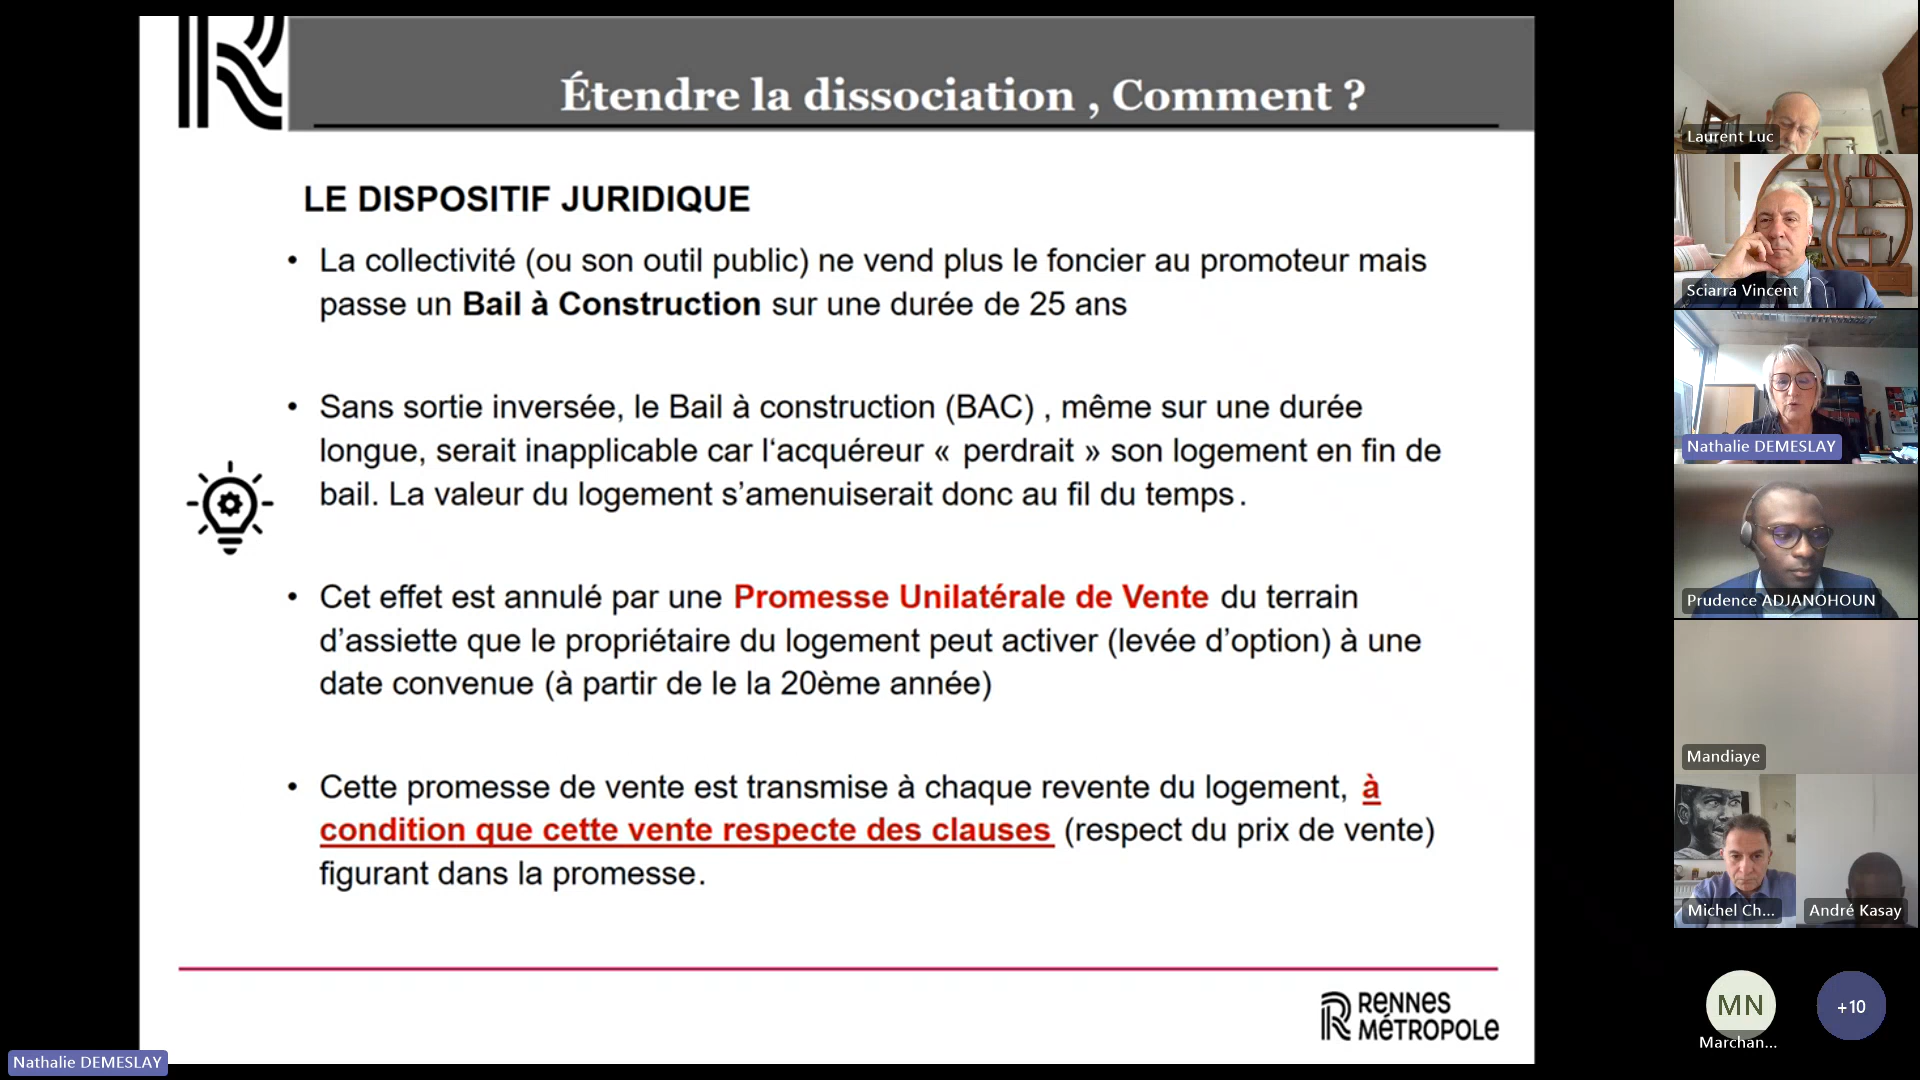 Étendre la dissociation , Comment ?
LE DISPOSITIF JURIDIQUE
• La collectivité (ou son outil public) ne vend plus le foncier au promoteur mais
passe un Bail à Construction sur une durée de 25 ans
• Sans sortie inversée, le Bail à construction (BAC) , même sur une durée
longue, serait inapplicable car l‘acquéreur « perdrait » son logement en fin de
bail. La valeur du logement s’amenuiserait donc au fil du temps.
• Cet effet est annulé par une Promesse Unilatérale de Vente du terrain
d’assiette que le propriétaire du logement peut activer (levée d’option) à une
date convenue (à partir de le la 20ème année)
• Cette promesse de vente est transmise à chaque revente du logement, à
condition que cette vente respecte des clauses (respect du prix de vente)
figurant dans la promesse.
RENNES
MÉTROPOLE
Nathalie DEMESLAY
Laurent Luc
Sciarra Vincent
Nathalie DEMESLAY
Prudence ADJANOHOUN
Mandiaye
Michel Ch...
André Kasay
MN
+10
Marchan...